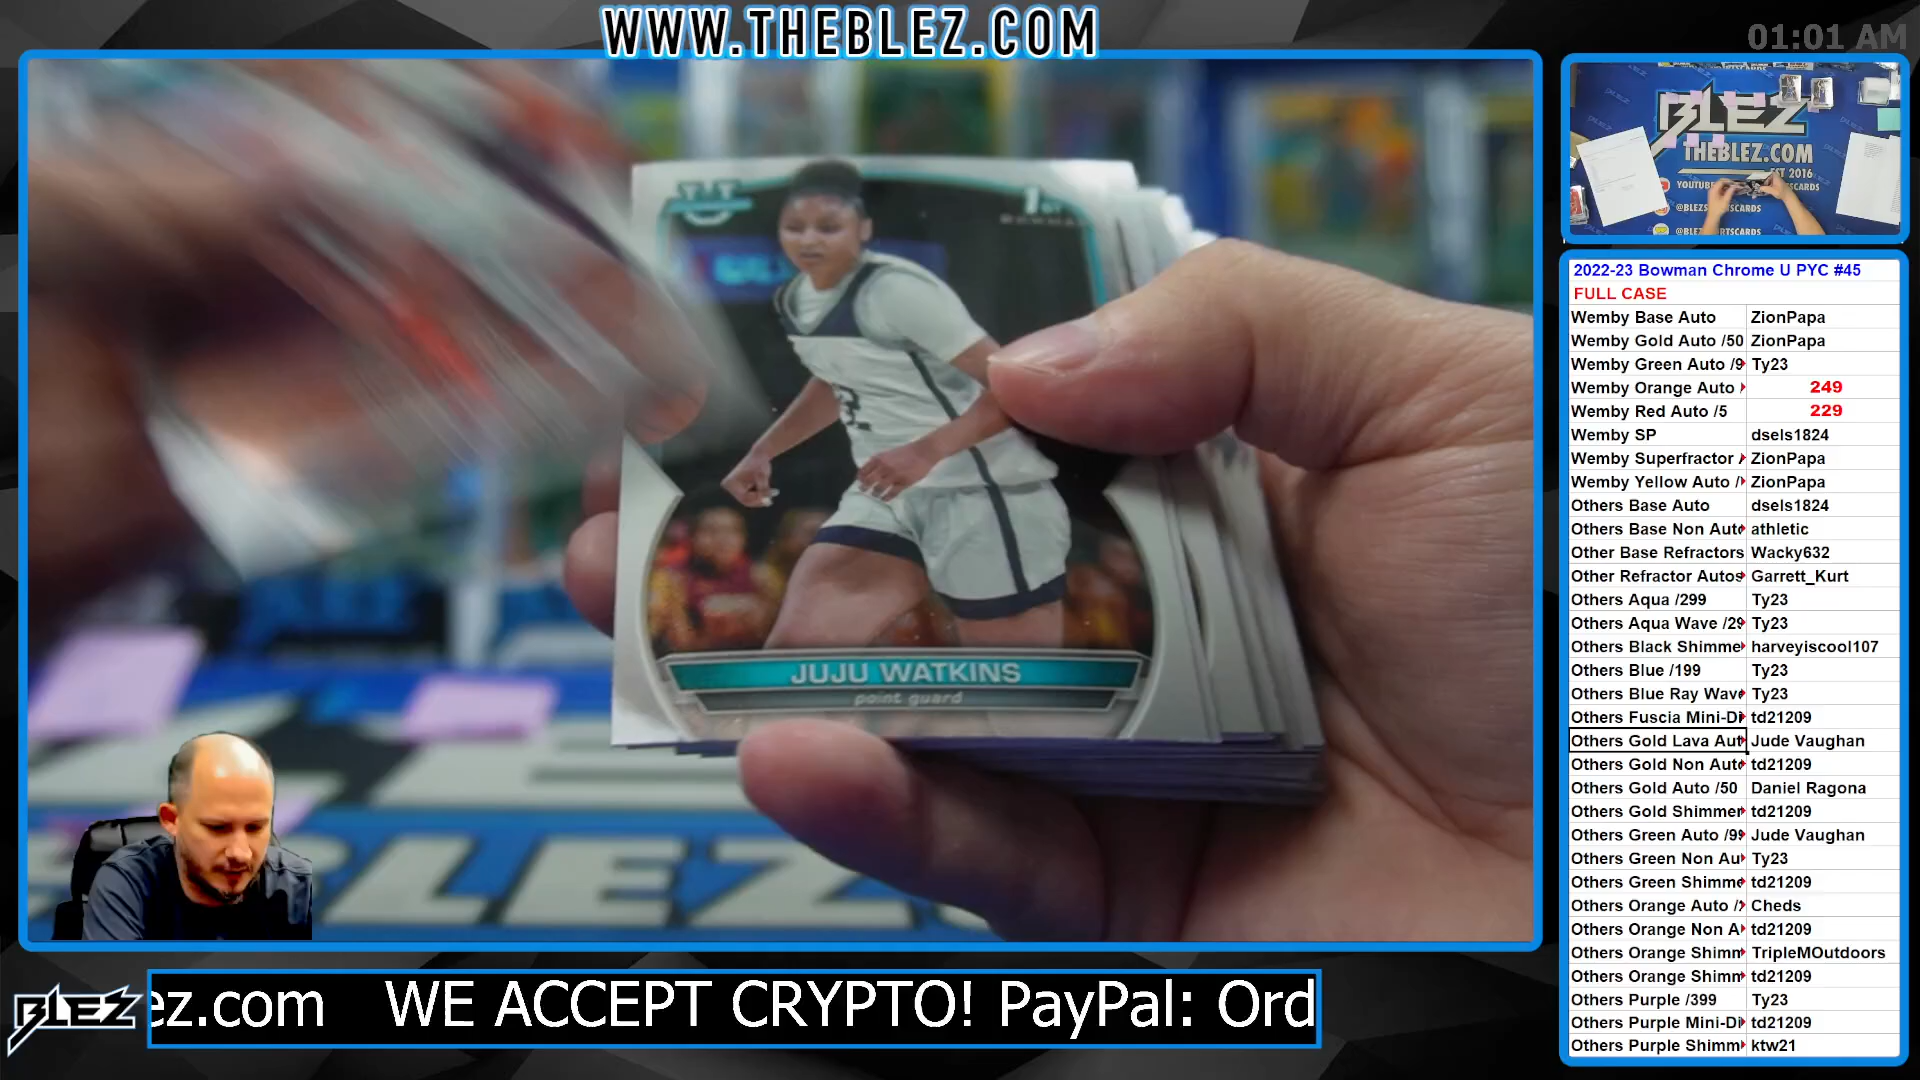 WWW.THEBLEZ.COM
01:01 AM
JUJU WATKINS
point guard
BLEZ
THEBLEZ.COM
EST 2016
2022-23 Bowman Chrome U PYC #45
FULL CASE
Wemby Base Auto ZionPapa
Wemby Gold Auto /50 ZionPapa
Wemby Green Auto /9 Ty23
Wemby Orange Auto 249
Wemby Red Auto /5 229
Wemby SP dsels1824
Wemby Superfractor ZionPapa
Wemby Yellow Auto / ZionPapa
Others Base Auto dsels1824
Others Base Non Aut athletic
Other Base Refractors Wacky632
Other Refractor Autos Garrett_Kurt
Others Aqua /299 Ty23
Others Aqua Wave /29 Ty23
Others Black Shimme harveyiscool107
Others Blue /199 Ty23
Others Blue Ray Wav Ty23
Others Fuscia Mini-Di td21209
Others Gold Lava Aut Jude Vaughan
Others Gold Non Aut td21209
Others Gold Auto /50 Daniel Ragona
Others Gold Shimmer td21209
Others Green Auto /99 Jude Vaughan
Others Green Non Au Ty23
Others Green Shimm td21209
Others Orange Auto / Cheds
Others Orange Non A td21209
Others Orange Shimm TripleMOutdoors
Others Orange Shimm td21209
Others Purple /399 Ty23
Others Purple Mini-Di td21209
Others Purple Shimm ktw21
BLEZ
ez.com WE ACCEPT CRYPTO! PayPal: Ord